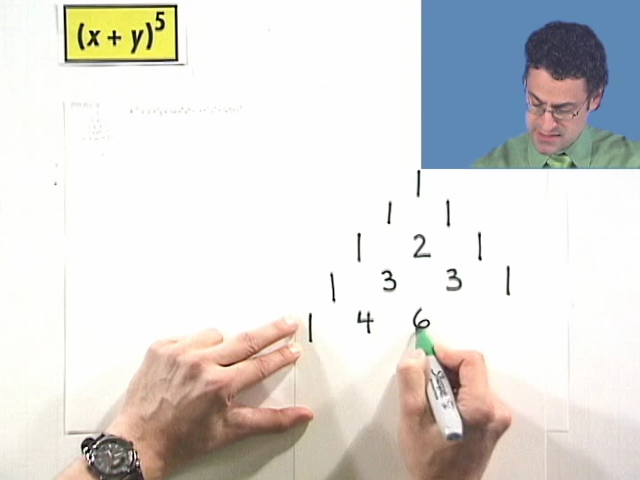 (x + y)^5
1
1 1
1 2 1
1 3 3 1
1 4 6